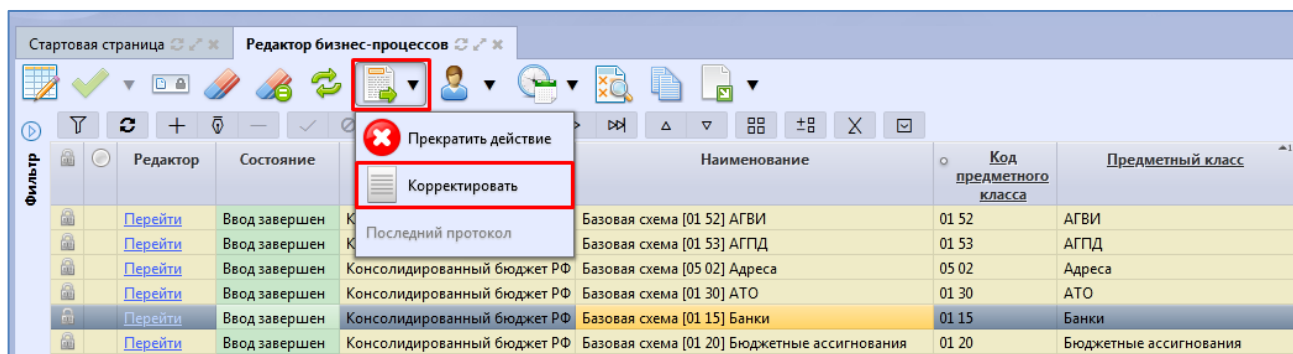 Стартовая страница
Редактор бизнес-процессов
Прекратить действие
Корректировать
Последний протокол
Фильтр
Редактор Состояние Наименование Код предметного класса Предметный класс 1
Перейти Ввод завершен К Базовая схема [01 52] АГВИ 01 52 АГВИ
Перейти Ввод завершен К Базовая схема [01 53] АГПД 01 53 АГПД
Перейти Ввод завершен Консолидированный бюджет РФ Базовая схема [05 02] Адреса 05 02 Адреса
Перейти Ввод завершен Консолидированный бюджет РФ Базовая схема [01 30] АТО 01 30 АТО
Перейти Ввод завершен Консолидированный бюджет РФ Базовая схема [01 15] Банки 01 15 Банки
Перейти Ввод завершен Консолидированный бюджет РФ Базовая схема [01 20] Бюджетные ассигнования 01 20 Бюджетные ассигнования